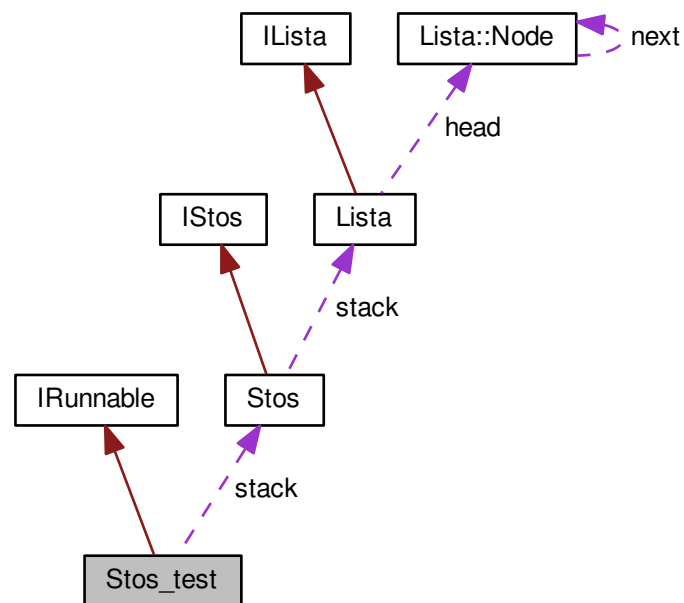 ILista
Lista::Node
next
head
IStos
Lista
stack
IRunnable
Stos
stack
Stos_test